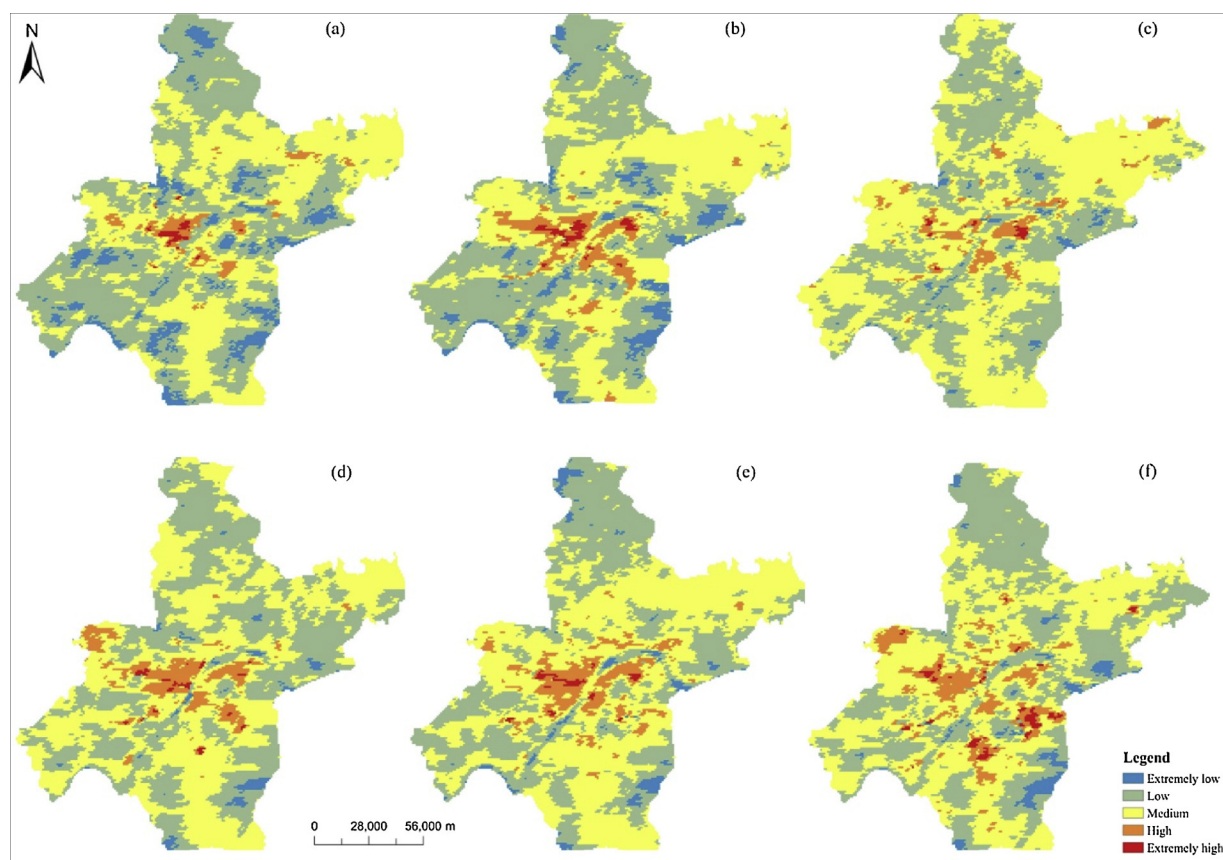 N
(a)
(b)
(c)
(d)
(e)
(f)
0 28,000 56,000 m
Legend
Extremely low
Low
Medium
High
Extremely high